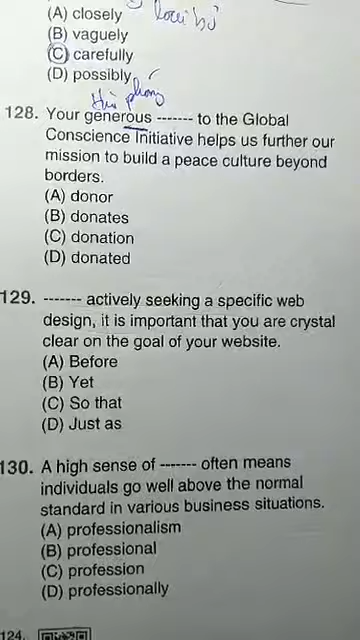 (A) closely
(B) vaguely
(C) carefully
(D) possibly
128. Your generous ------- to the Global
Conscience Initiative helps us further our
mission to build a peace culture beyond
borders.
(A) donor
(B) donates
(C) donation
(D) donated
129. ------- actively seeking a specific web
design, it is important that you are crystal
clear on the goal of your website.
(A) Before
(B) Yet
(C) So that
(D) Just as
130. A high sense of ------- often means
individuals go well above the normal
standard in various business situations.
(A) professionalism
(B) professional
(C) profession
(D) professionally
124.